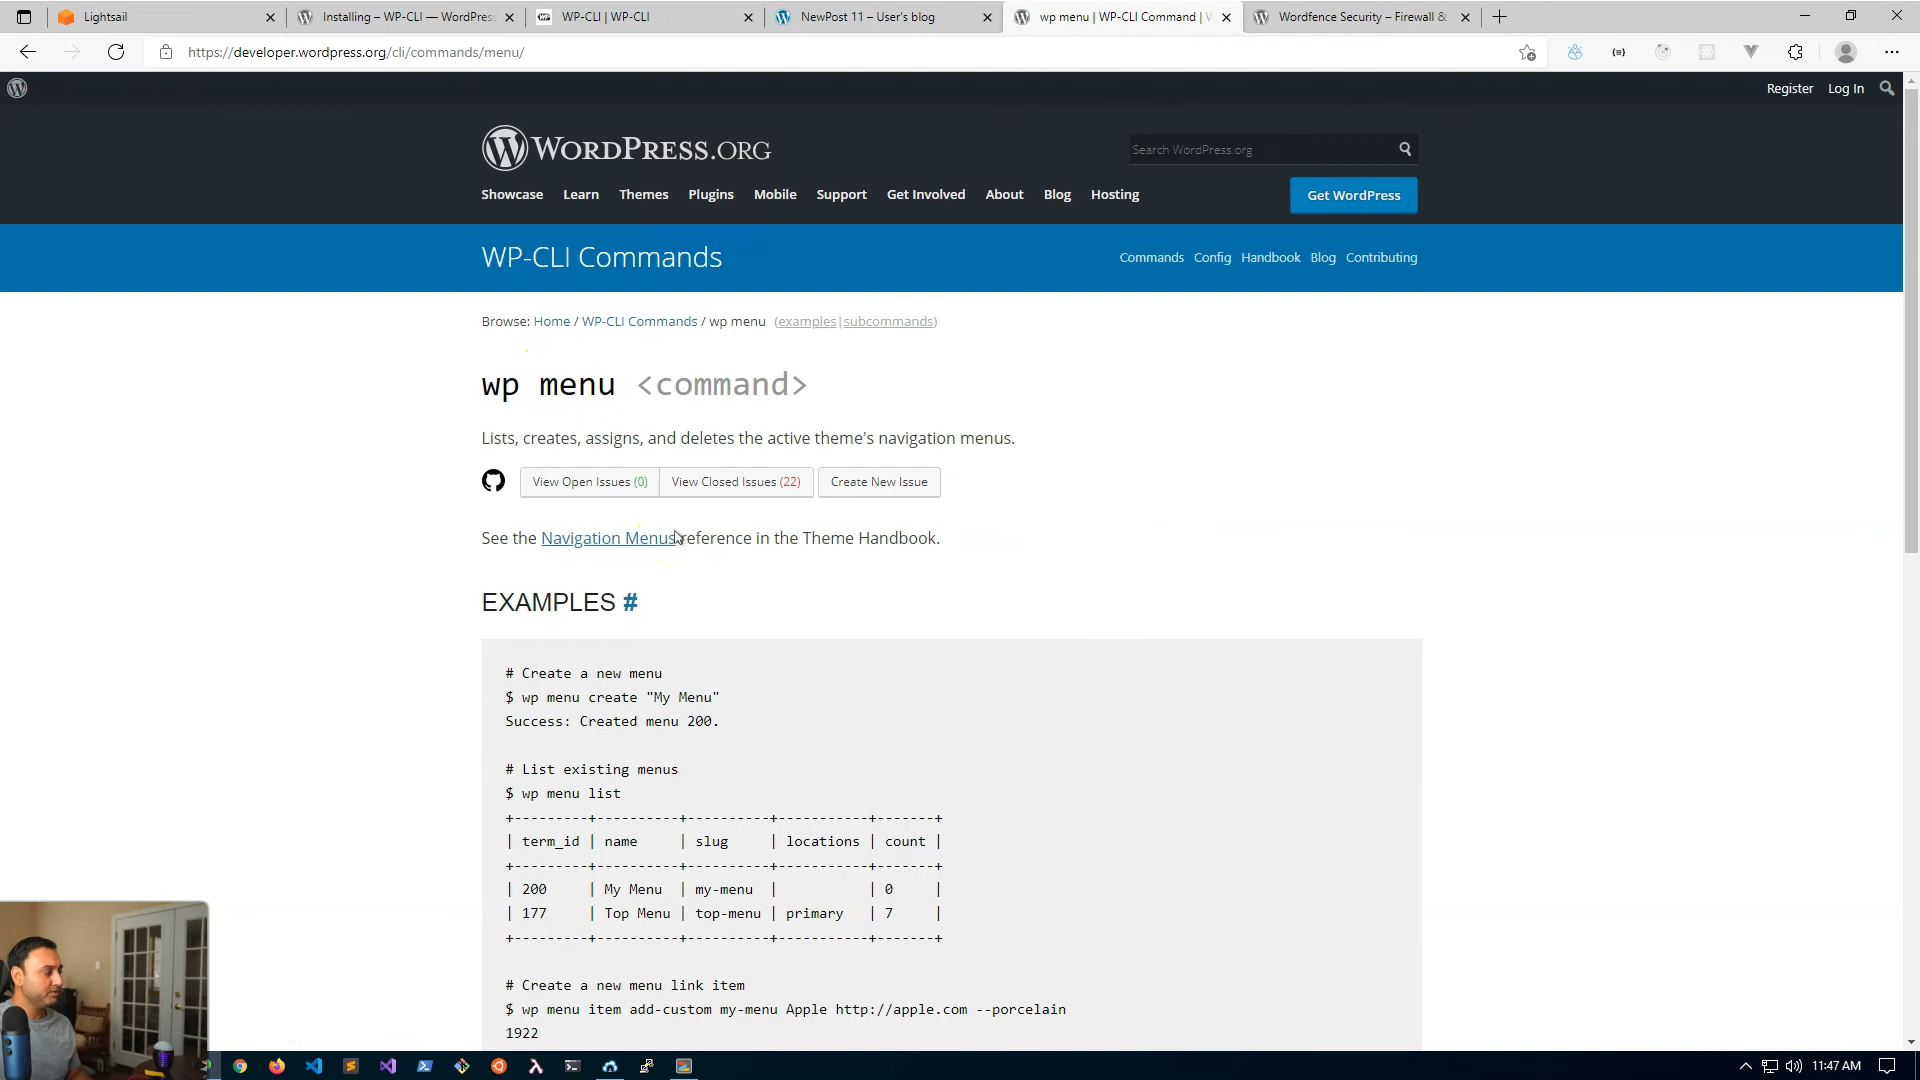 Lightsail
Installing – WP-CLI — WordPres
WP-CLI | WP-CLI
NewPost 11 – User's blog
wp menu | WP-CLI Command | W
Wordfence Security – Firewall &
https://developer.wordpress.org/cli/commands/menu/
Register Log In
WORDPRESS.ORG
Search WordPress.org
Showcase Learn Themes Plugins Mobile Support Get Involved About Blog Hosting
Get WordPress
WP-CLI Commands
Commands Config Handbook Blog Contributing
Browse: Home / WP-CLI Commands / wp menu (examples|subcommands)
wp menu <command>
Lists, creates, assigns, and deletes the active theme's navigation menus.
View Open Issues (0) View Closed Issues (22) Create New Issue
See the Navigation Menus reference in the Theme Handbook.
EXAMPLES #
# Create a new menu
$ wp menu create "My Menu"
Success: Created menu 200.
# List existing menus
$ wp menu list
+---------+----------+----------+-----------+-------+
| term_id | name | slug | locations | count |
+---------+----------+----------+-----------+-------+
| 200 | My Menu | my-menu | | 0 |
| 177 | Top Menu | top-menu | primary | 7 |
+---------+----------+----------+-----------+-------+
# Create a new menu link item
$ wp menu item add-custom my-menu Apple http://apple.com --porcelain
1922
11:47 AM